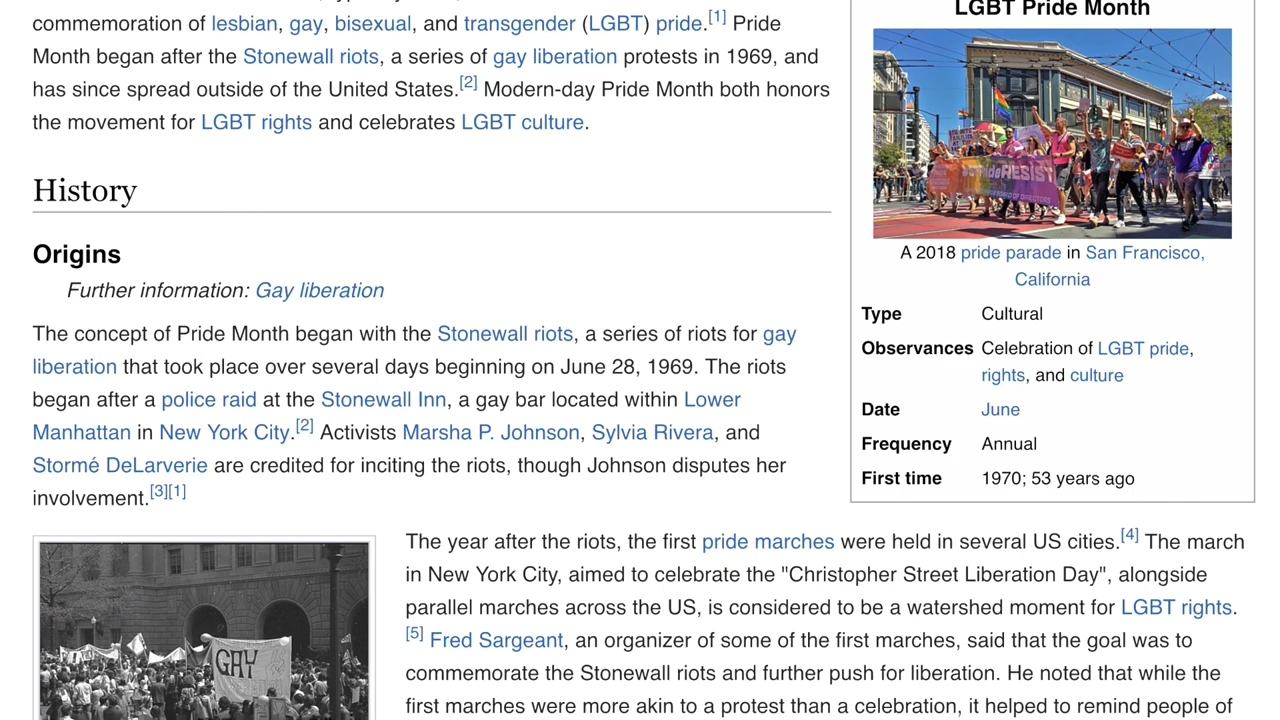 commemoration of lesbian, gay, bisexual, and transgender (LGBT) pride.[1] Pride
Month began after the Stonewall riots, a series of gay liberation protests in 1969, and
has since spread outside of the United States.[2] Modern-day Pride Month both honors
the movement for LGBT rights and celebrates LGBT culture.
History
Origins
Further information: Gay liberation
The concept of Pride Month began with the Stonewall riots, a series of riots for gay
liberation that took place over several days beginning on June 28, 1969. The riots
began after a police raid at the Stonewall Inn, a gay bar located within Lower
Manhattan in New York City.[2] Activists Marsha P. Johnson, Sylvia Rivera, and
Stormé DeLarverie are credited for inciting the riots, though Johnson disputes her
involvement.[3][1]
LGBT Pride Month
RESIST
A 2018 pride parade in San Francisco,
California
Type Cultural
Observances Celebration of LGBT pride,
rights, and culture
Date June
Frequency Annual
First time 1970; 53 years ago
GAY
The year after the riots, the first pride marches were held in several US cities.[4] The march
in New York City, aimed to celebrate the "Christopher Street Liberation Day", alongside
parallel marches across the US, is considered to be a watershed moment for LGBT rights.
[5] Fred Sargeant, an organizer of some of the first marches, said that the goal was to
commemorate the Stonewall riots and further push for liberation. He noted that while the
first marches were more akin to a protest than a celebration, it helped to remind people of